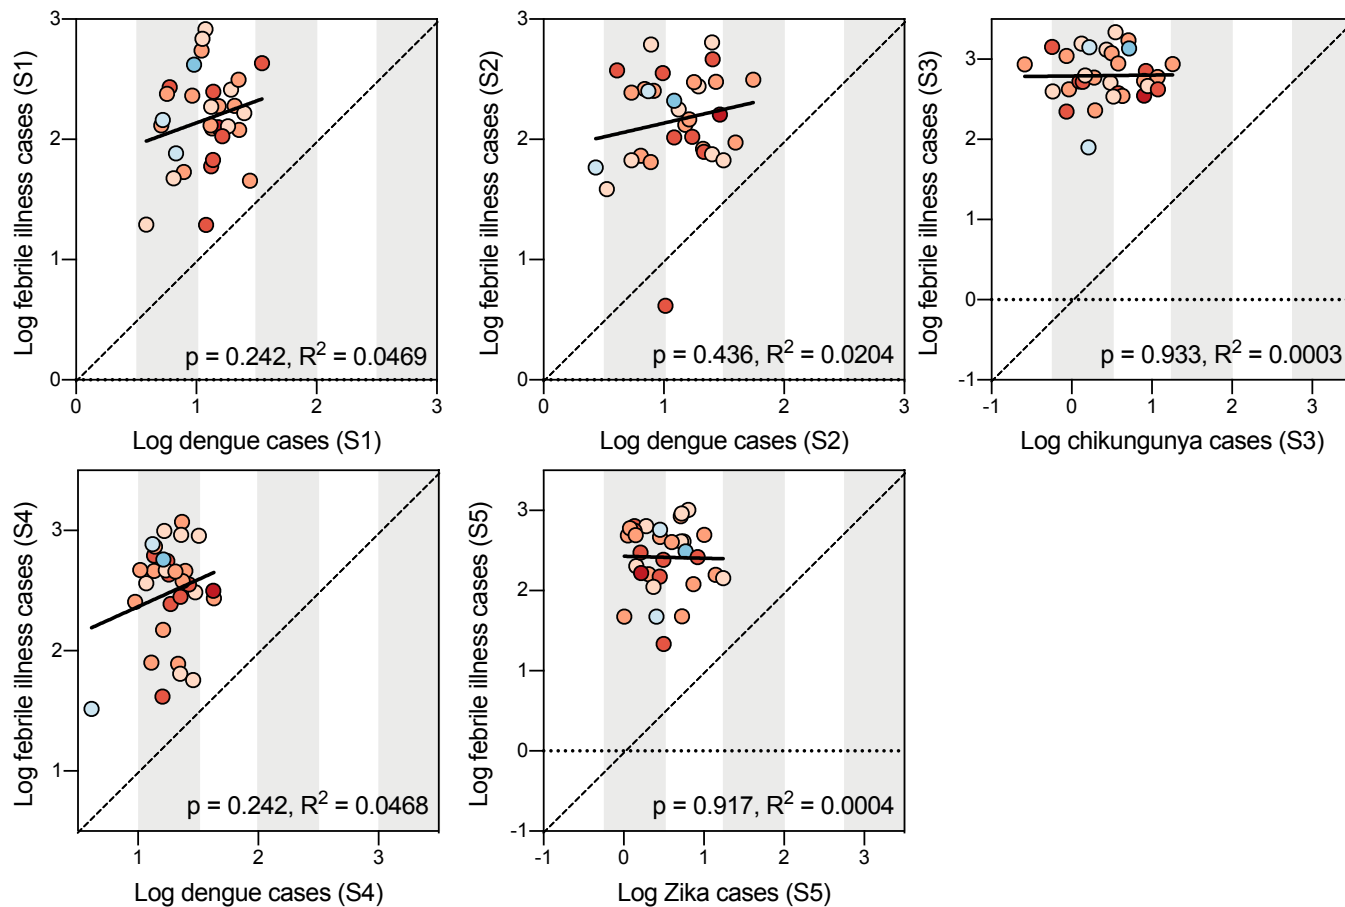 Log febrile illness cases (S1)
3
2
1
0
p = 0.242, R² = 0.0469
0 1 2 3
Log dengue cases (S1)
Log febrile illness cases (S2)
3
2
1
0
p = 0.436, R² = 0.0204
0 1 2 3
Log dengue cases (S2)
Log febrile illness cases (S3)
3
2
1
0
-1
p = 0.933, R² = 0.0003
-1 0 1 2 3
Log chikungunya cases (S3)
Log febrile illness cases (S4)
3
2
1
p = 0.242, R² = 0.0468
1 2 3
Log dengue cases (S4)
Log febrile illness cases (S5)
3
2
1
0
-1
p = 0.917, R² = 0.0004
-1 0 1 2 3
Log Zika cases (S5)